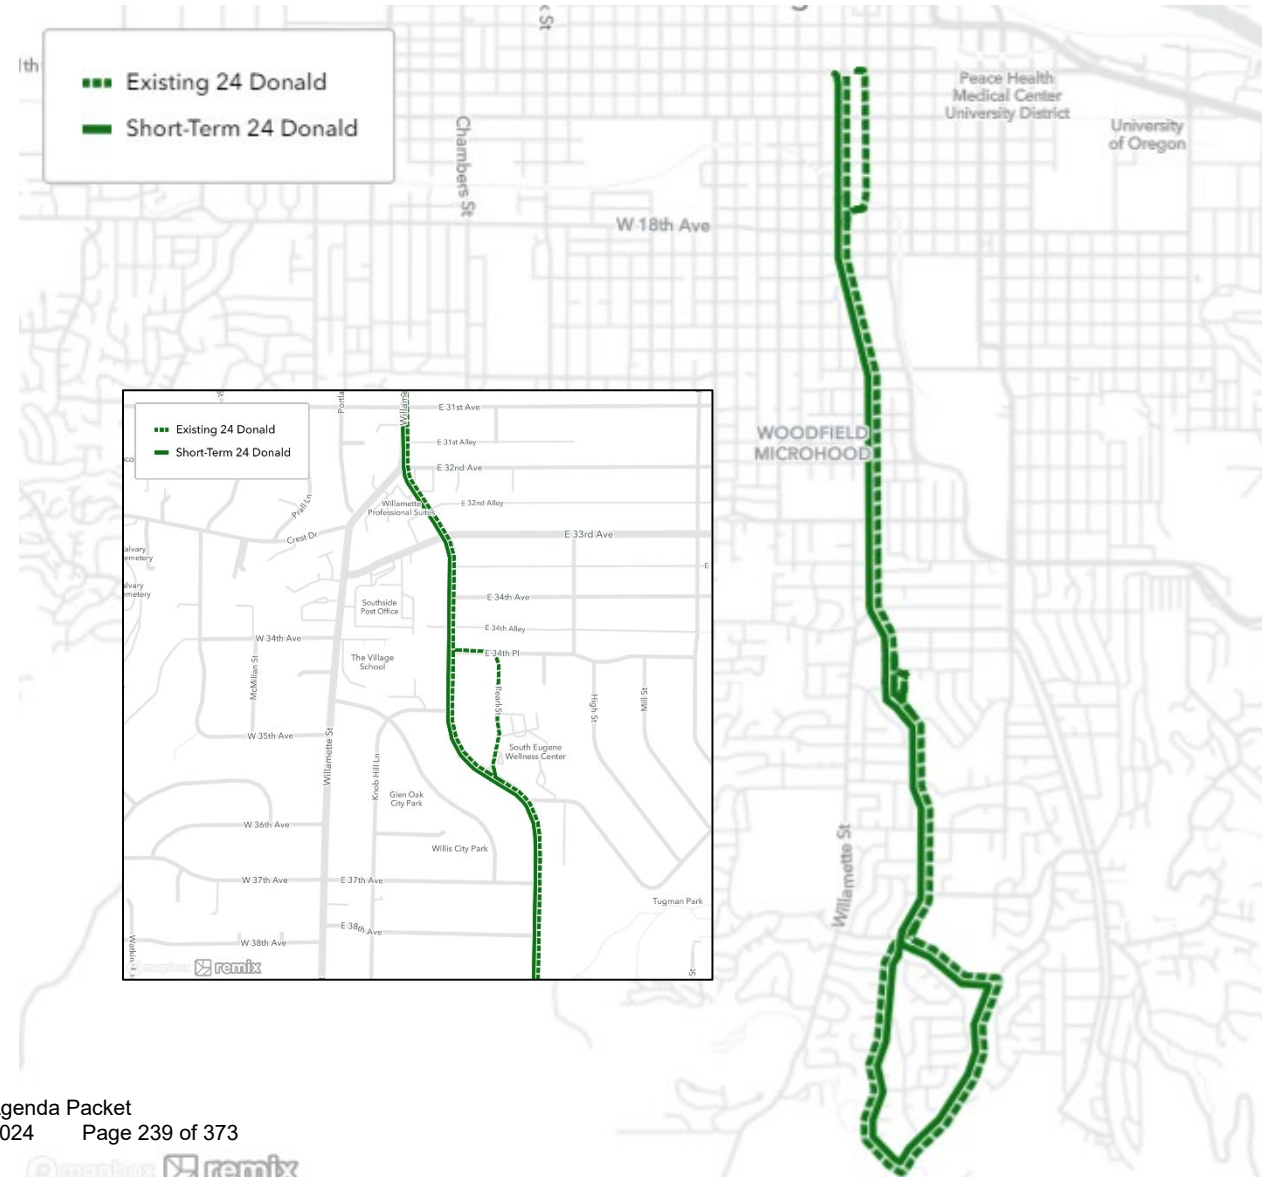 Existing 24 Donald
Short-Term 24 Donald
Chambers St
W 18th Ave
Peace Health
Medical Center
University District
University
of Oregon
WOODFIELD
MICROHOOD
Willamette St
Existing 24 Donald
Short-Term 24 Donald
E 31st Ave
E 31st Alley
E 32nd Ave
E 32nd Alley
Willamette
Professional Suites
Prall Ln
Crest Dr
E 33rd Ave
Southside
Post Office
E 34th Ave
E 34th Alley
W 34th Ave
E 34th Pl
The Village
School
McMillan St
Pearl St
High St
Mill St
W 35th Ave
Willamette St
Knob Hill Ln
South Eugene
Wellness Center
Glen Oak
City Park
W 36th Ave
Willis City Park
W 37th Ave
E 37th Ave
Tugman Park
E 38th Ave
W 38th Ave
mapbox remix
genda Packet
024 Page 239 of 373
mapbox remix